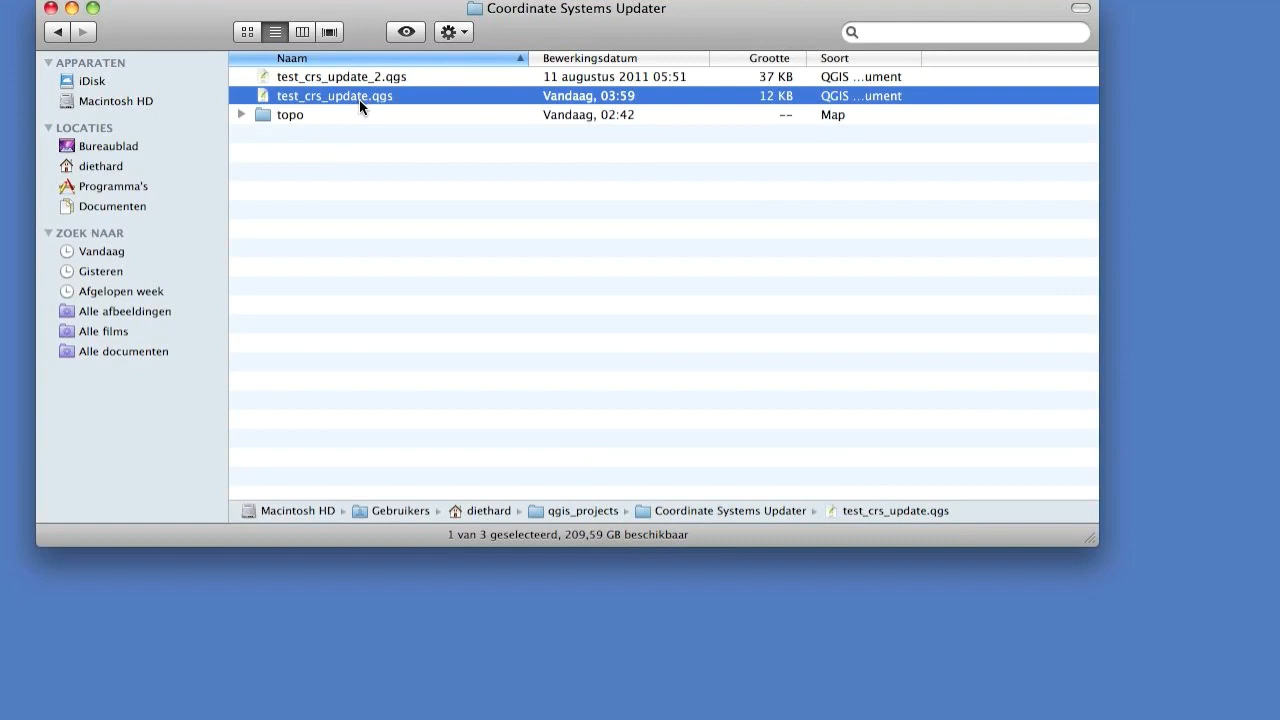 Coordinate Systems Updater
Naam Bewerkingsdatum Grootte Soort
test_crs_update_2.qgs 11 augustus 2011 05:51 37 KB QGIS ...ument
test_crs_update.qgs Vandaag, 03:59 12 KB QGIS ...ument
topo Vandaag, 02:42 -- Map
APPARATEN
iDisk
Macintosh HD
LOCATIES
Bureaublad
diethard
Programma's
Documenten
ZOEK NAAR
Vandaag
Gisteren
Afgelopen week
Alle afbeeldingen
Alle films
Alle documenten
Macintosh HD Gebruikers diethard qgis_projects Coordinate Systems Updater test_crs_update.qgs
1 van 3 geselecteerd, 209,59 GB beschikbaar